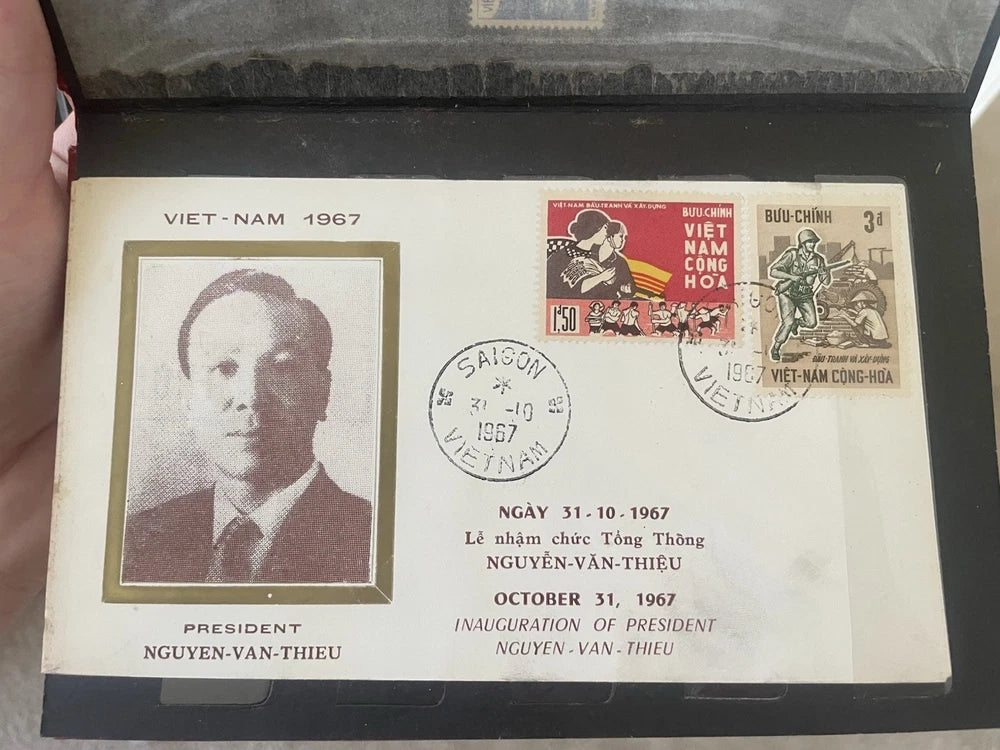 VIET-NAM 1967
VIỆT-NAM ĐẤU-TRANH VÀ XÂY-DỰNG
BƯU-CHÍNH
VIỆT
NAM
CỘNG
HÒA
1đ50
BƯU-CHÍNH 3đ
ĐẤU-TRANH VÀ XÂY-DỰNG
VIỆT-NAM CỘNG-HÒA
SAIGON
31 -10
1967
VIETNAM
1967
VIETNAM
NGÀY 31-10-1967
Lễ nhậm chức Tổng Thống
NGUYỄN-VĂN-THIỆU
OCTOBER 31, 1967
INAUGURATION OF PRESIDENT
NGUYEN-VAN-THIEU
PRESIDENT
NGUYEN-VAN-THIEU